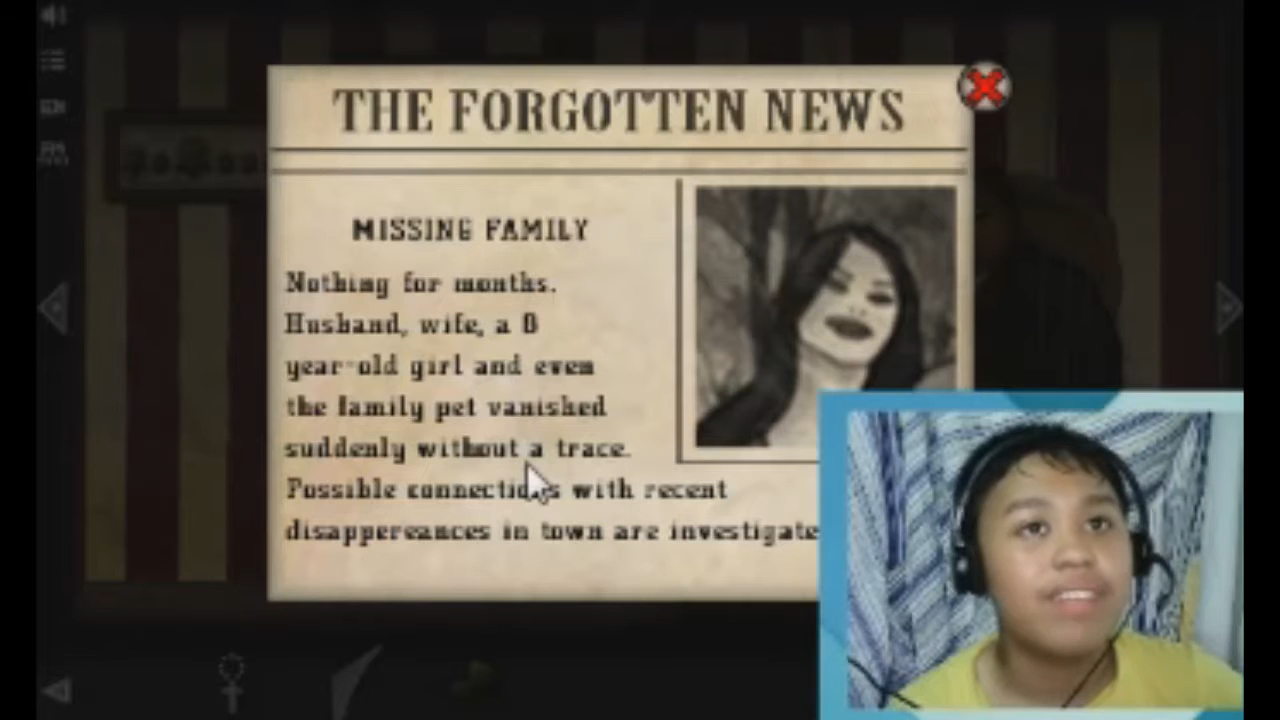 THE FORGOTTEN NEWS
MISSING FAMILY
Nothing for months.
Husband, wife, a 8
year-old girl and even
the family pet vanished
suddenly without a trace.
Possible connections with recent
disappereances in town are investigate